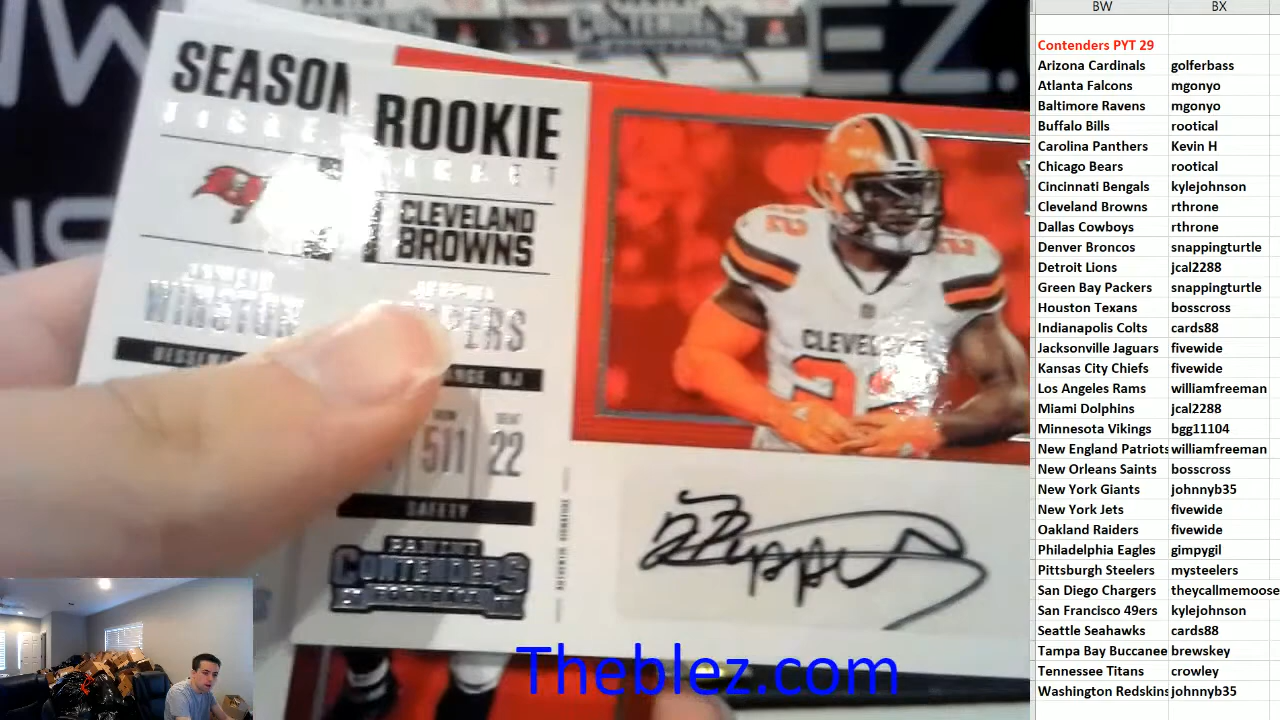 SEASON
ROOKIE
CLEVELAND
BROWNS
WINSTON
511 22
SAFETY
PANINI
CONTENDERS
FOOTBALL
CLEVEL
22
Theblez.com
CONTENDERS
EZ.
BW BX
Contenders PYT 29
Arizona Cardinals golferbass
Atlanta Falcons mgonyo
Baltimore Ravens mgonyo
Buffalo Bills rootical
Carolina Panthers Kevin H
Chicago Bears rootical
Cincinnati Bengals kylejohnson
Cleveland Browns rthrone
Dallas Cowboys rthrone
Denver Broncos snappingturtle
Detroit Lions jcal2288
Green Bay Packers snappingturtle
Houston Texans bosscross
Indianapolis Colts cards88
Jacksonville Jaguars fivewide
Kansas City Chiefs fivewide
Los Angeles Rams williamfreeman
Miami Dolphins jcal2288
Minnesota Vikings bgg11104
New England Patriots williamfreeman
New Orleans Saints bosscross
New York Giants johnnyb35
New York Jets fivewide
Oakland Raiders fivewide
Philadelphia Eagles gimpygil
Pittsburgh Steelers mysteelers
San Diego Chargers theycallmemoose
San Francisco 49ers kylejohnson
Seattle Seahawks cards88
Tampa Bay Buccanee brewskey
Tennessee Titans crowley
Washington Redskins johnnyb35